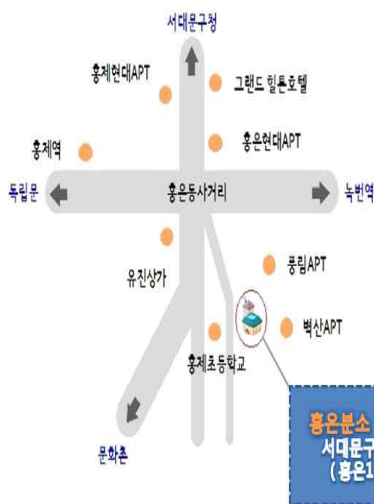 서대문구청
홍제현대APT
그랜드 힐튼호텔
홍은현대APT
홍제역
독립문
홍은동사거리
녹번역
유진상가
풍림APT
벽산APT
홍제초등학교
문화촌
홍은분소
서대문구
(홍은1